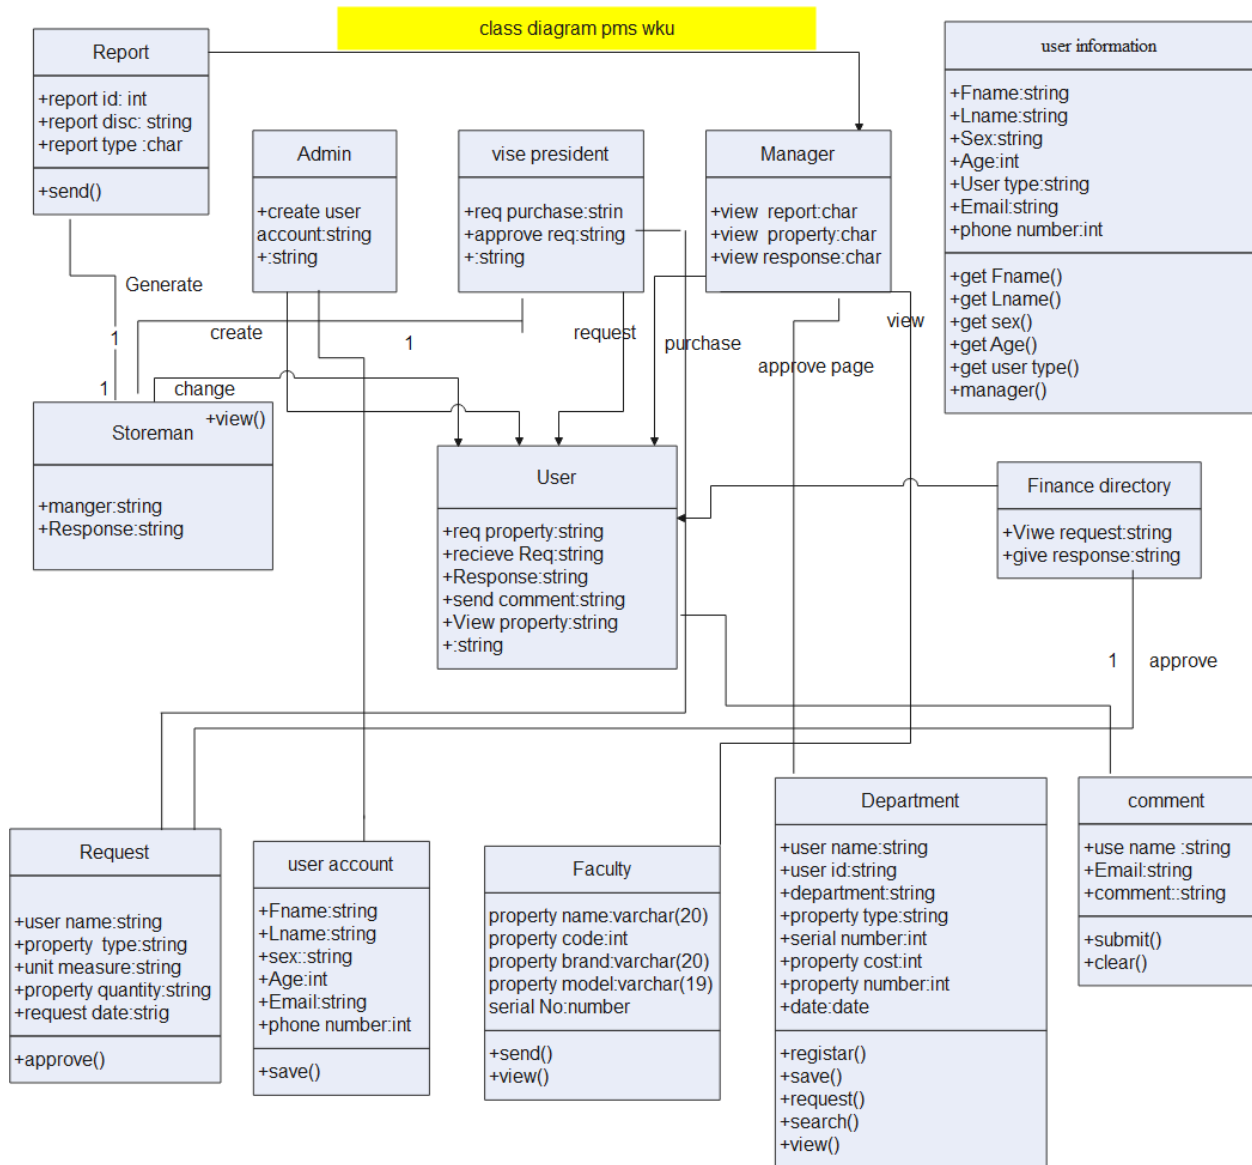 class diagram pms wku
Report
+report id: int
+report disc: string
+report type :char
+send()
Admin
+create user
account:string
+:string
vise president
+req purchase:strin
+approve req:string
+:string
Manager
+view report:char
+view property:char
+view response:char
user information
+Fname:string
+Lname:string
+Sex:string
+Age:int
+User type:string
+Email:string
+phone number:int
+get Fname()
+get Lname()
+get sex()
+get Age()
+get user type()
+manager()
Generate
1
create
1
request
purchase
view
approve page
1
change
Storeman
+view()
+manger:string
+Response:string
User
+req property:string
+recieve Req:string
+Response:string
+send comment:string
+View property:string
+:string
Finance directory
+Viwe request:string
+give response:string
1
approve
Request
+user name:string
+property type:string
+unit measure:string
+property quantity:string
+request date:strig
+approve()
user account
+Fname:string
+Lname:string
+sex::string
+Age:int
+Email:string
+phone number:int
+save()
Faculty
property name:varchar(20)
property code:int
property brand:varchar(20)
property model:varchar(19)
serial No:number
+send()
+view()
Department
+user name:string
+user id:string
+department:string
+property type:string
+serial number:int
+property cost:int
+property number:int
+date:date
+registar()
+save()
+request()
+search()
+view()
comment
+use name :string
+Email:string
+comment::string
+submit()
+clear()